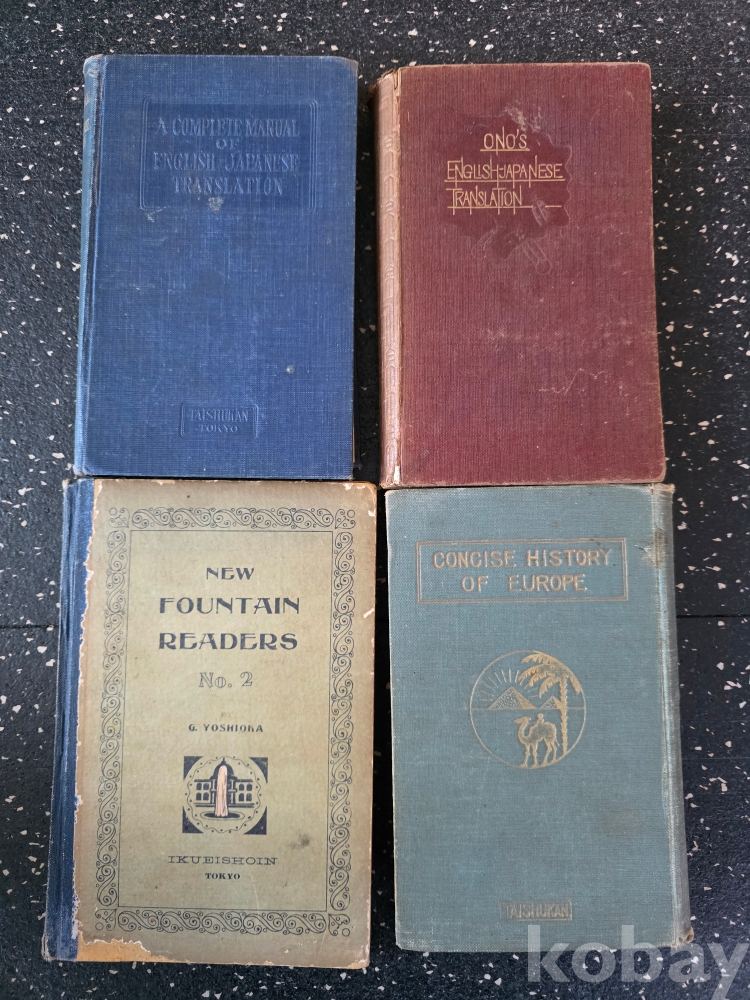 A COMPLETE MANUAL
OF
ENGLISH-JAPANESE
TRANSLATION
TAISHUKAN
TOKYO
ONO'S
ENGLISH-JAPANESE
TRANSLATION
NEW
FOUNTAIN
READERS
No. 2
BY
G. YOSHIOKA
IKUEISHOIN
TOKYO
CONCISE HISTORY
OF EUROPE
TAISHUKAN
kobay